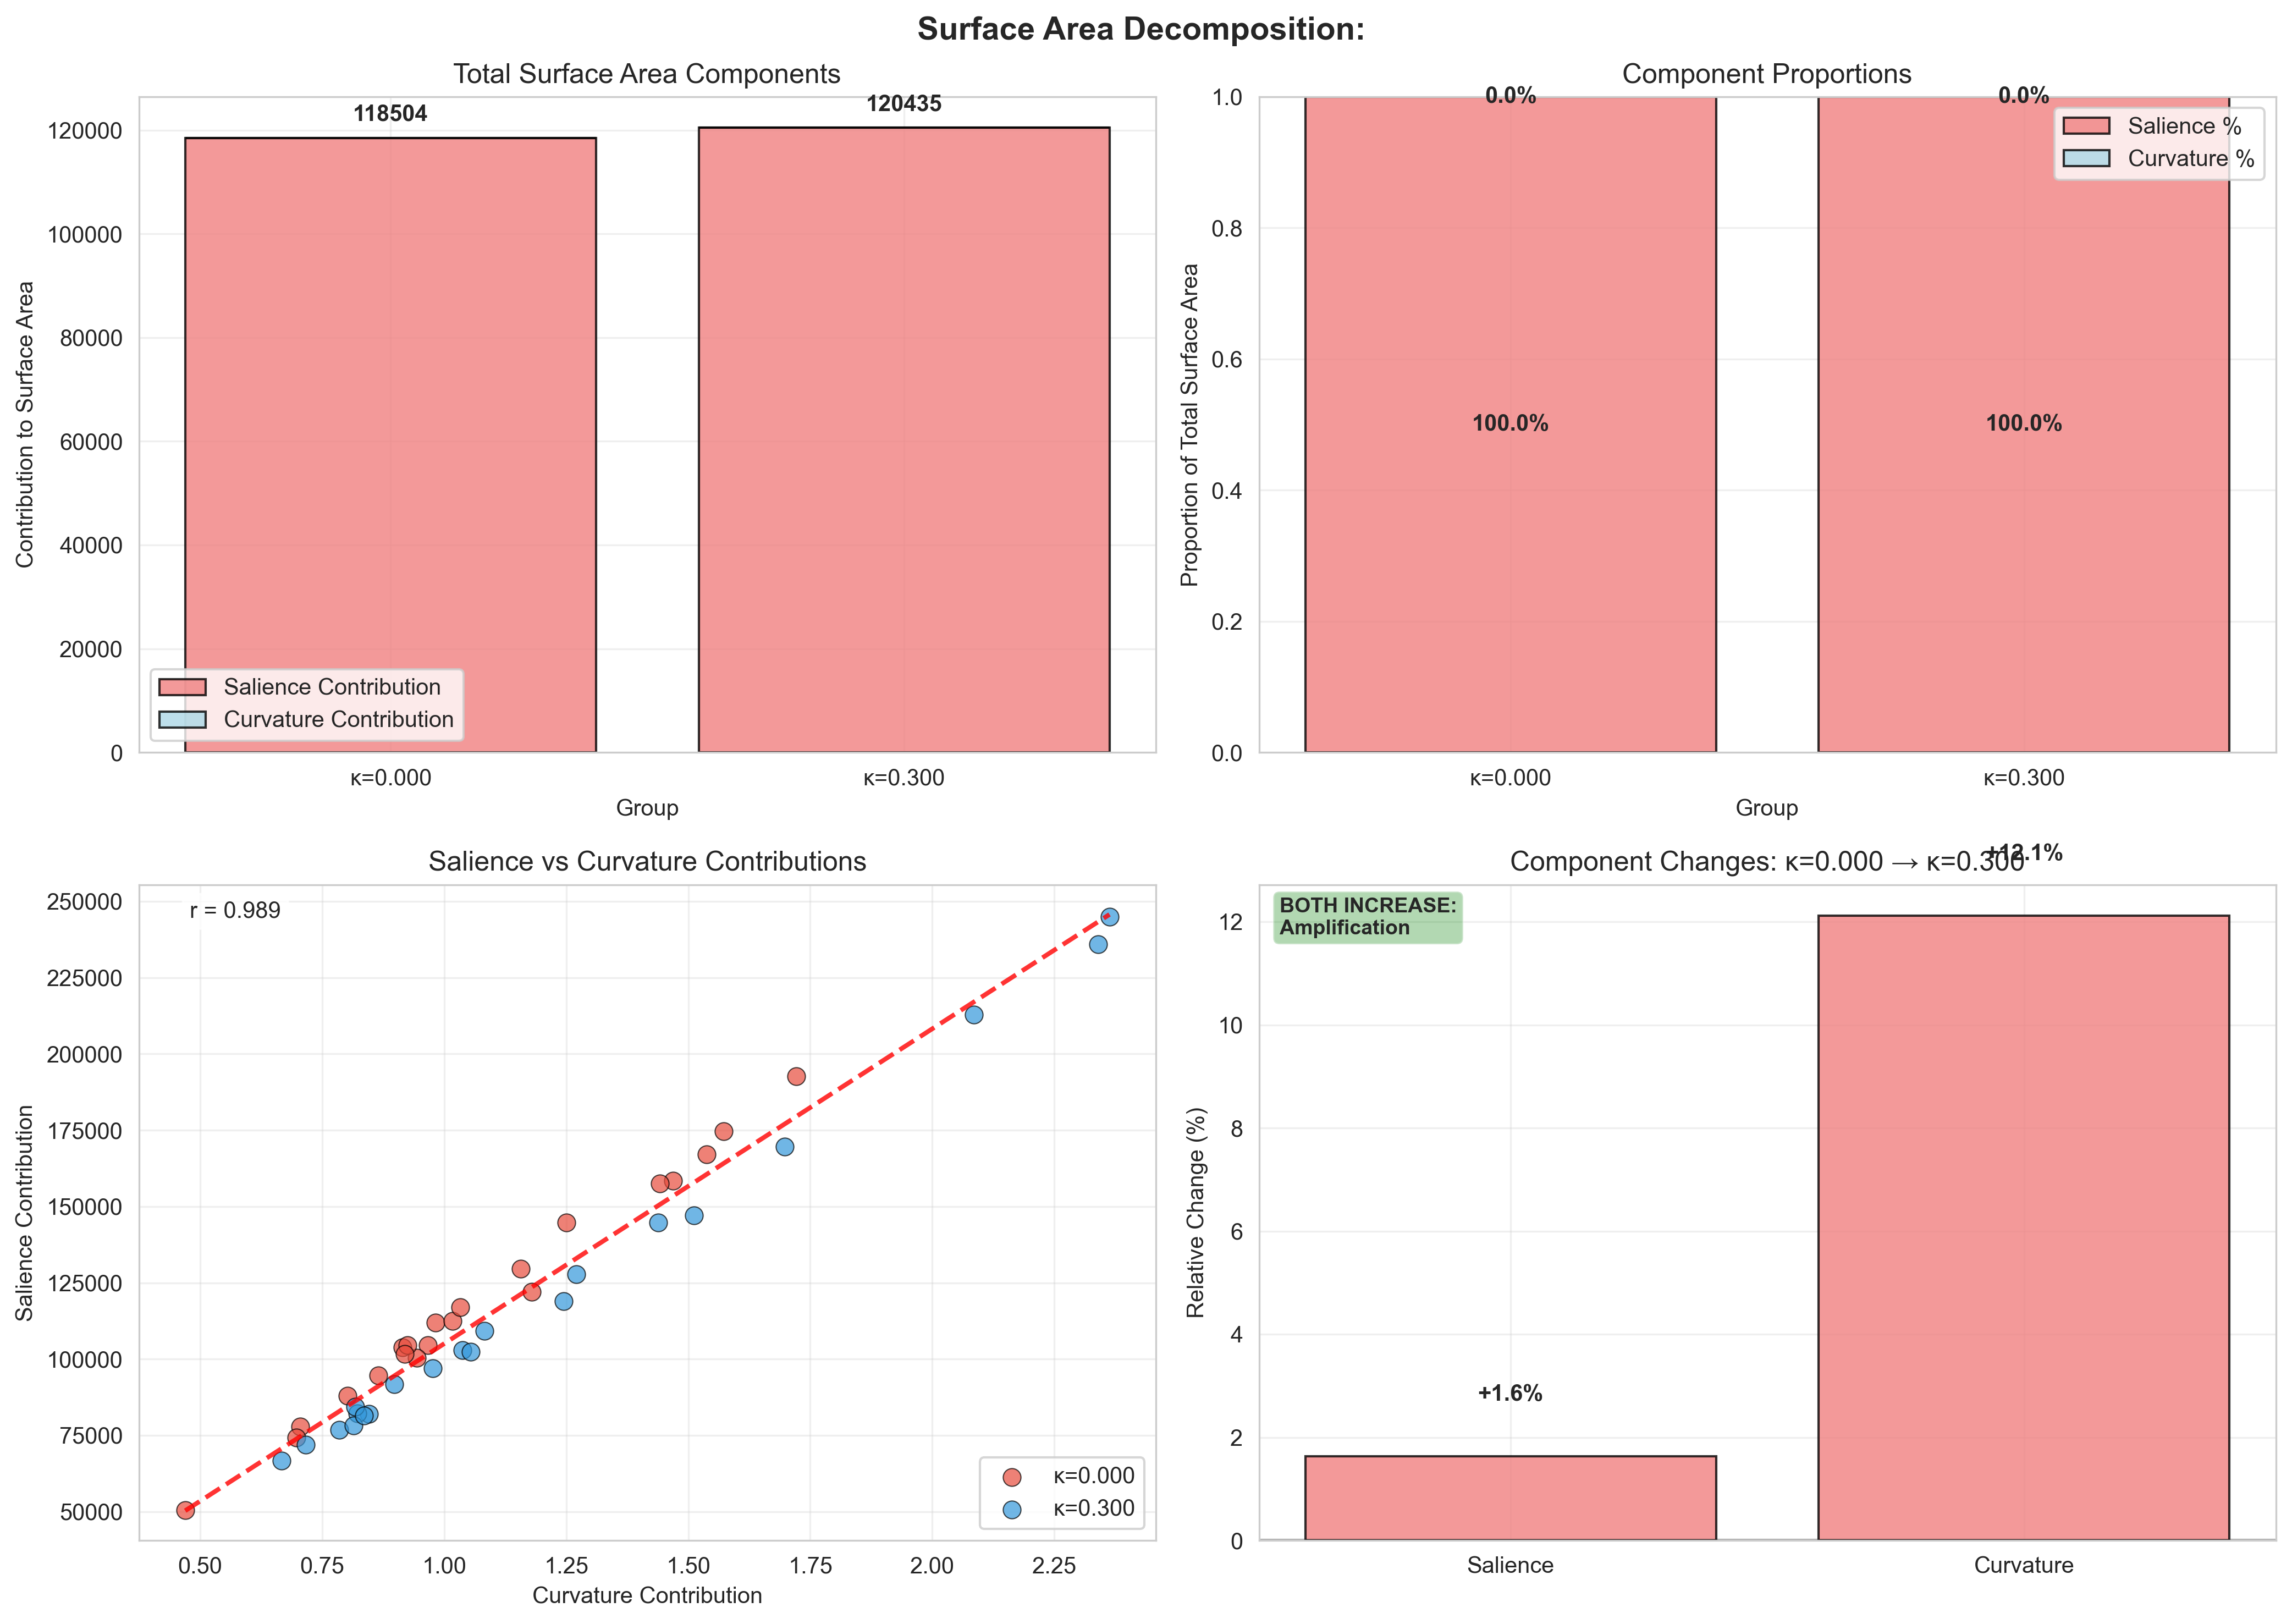 Surface Area Decomposition:
Total Surface Area Components
118504
120435
120000
100000
80000
60000
40000
20000
0
Contribution to Surface Area
Salience Contribution
Curvature Contribution
κ=0.000
κ=0.300
Group
Component Proportions
0.0%
0.0%
1.0
0.8
0.6
0.4
0.2
0.0
Proportion of Total Surface Area
Salience %
Curvature %
100.0%
100.0%
κ=0.000
κ=0.300
Group
Salience vs Curvature Contributions
r = 0.989
250000
225000
200000
175000
150000
125000
100000
75000
50000
Salience Contribution
κ=0.000
κ=0.300
0.50
0.75
1.00
1.25
1.50
1.75
2.00
2.25
Curvature Contribution
Component Changes: κ=0.000 → κ=0.300
+12.1%
BOTH INCREASE:
Amplification
12
10
8
6
4
2
0
Relative Change (%)
+1.6%
Salience
Curvature